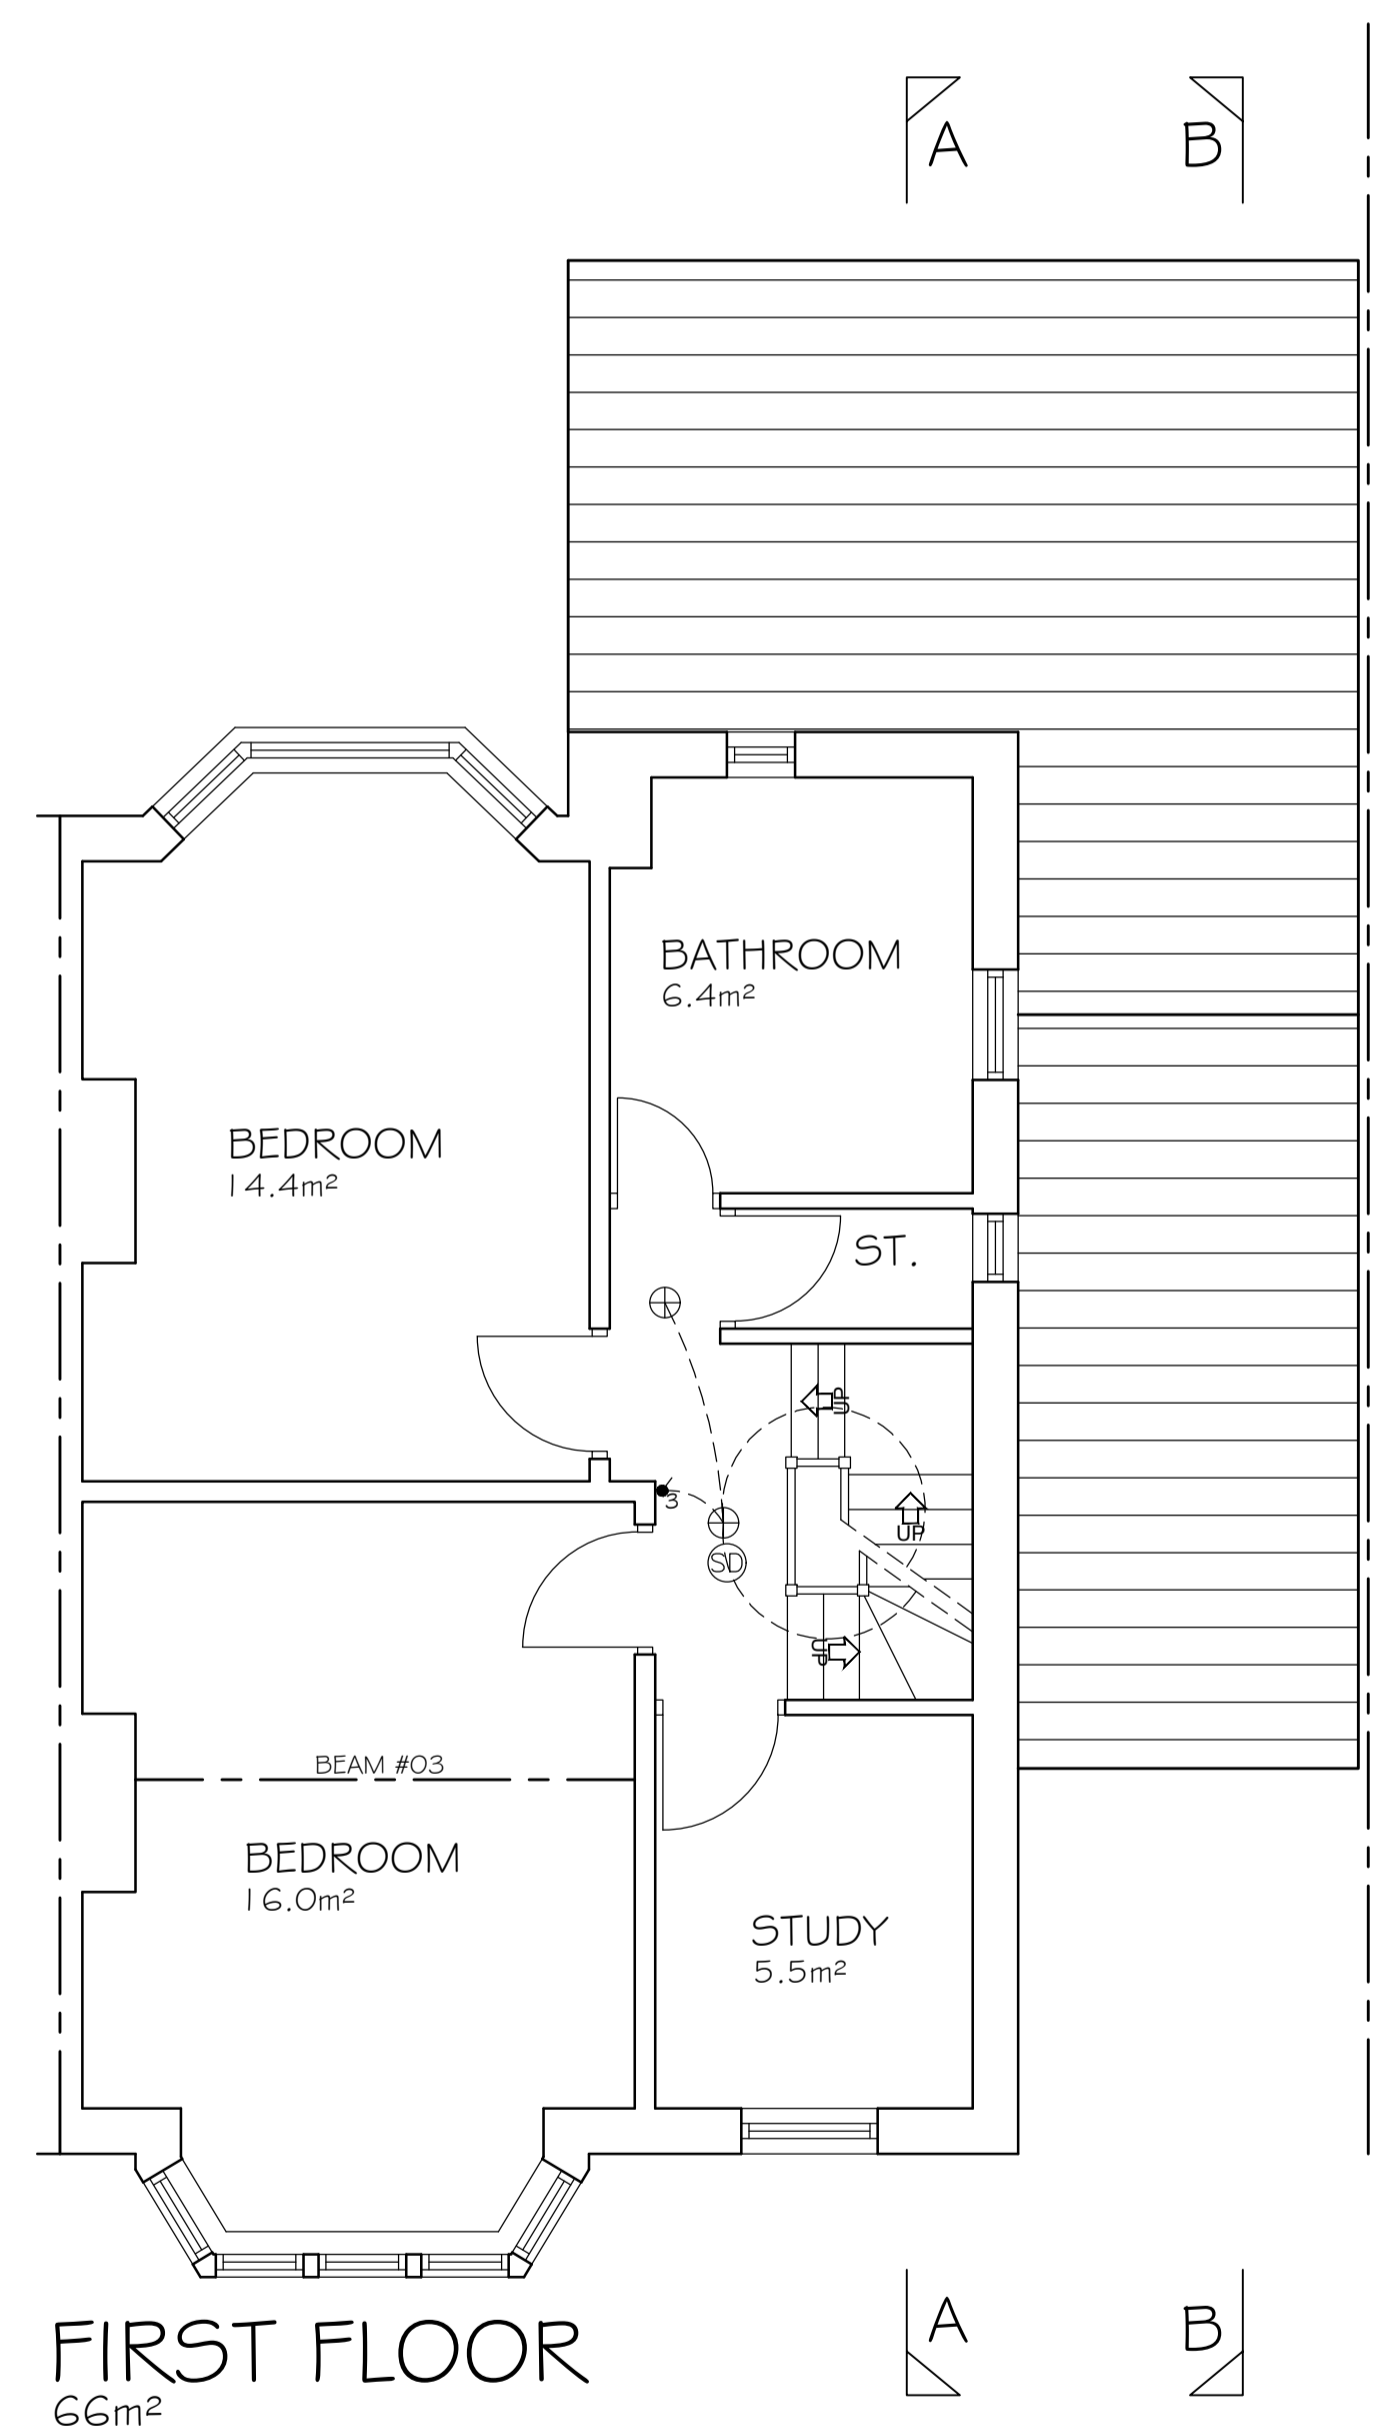 A B
BATHROOM
6.4m²
BEDROOM
14.4m²
ST.
UP
3
UP
SD
UP
BEAM #03
BEDROOM
16.0m²
STUDY
5.5m²
A B
FIRST FLOOR
66m²